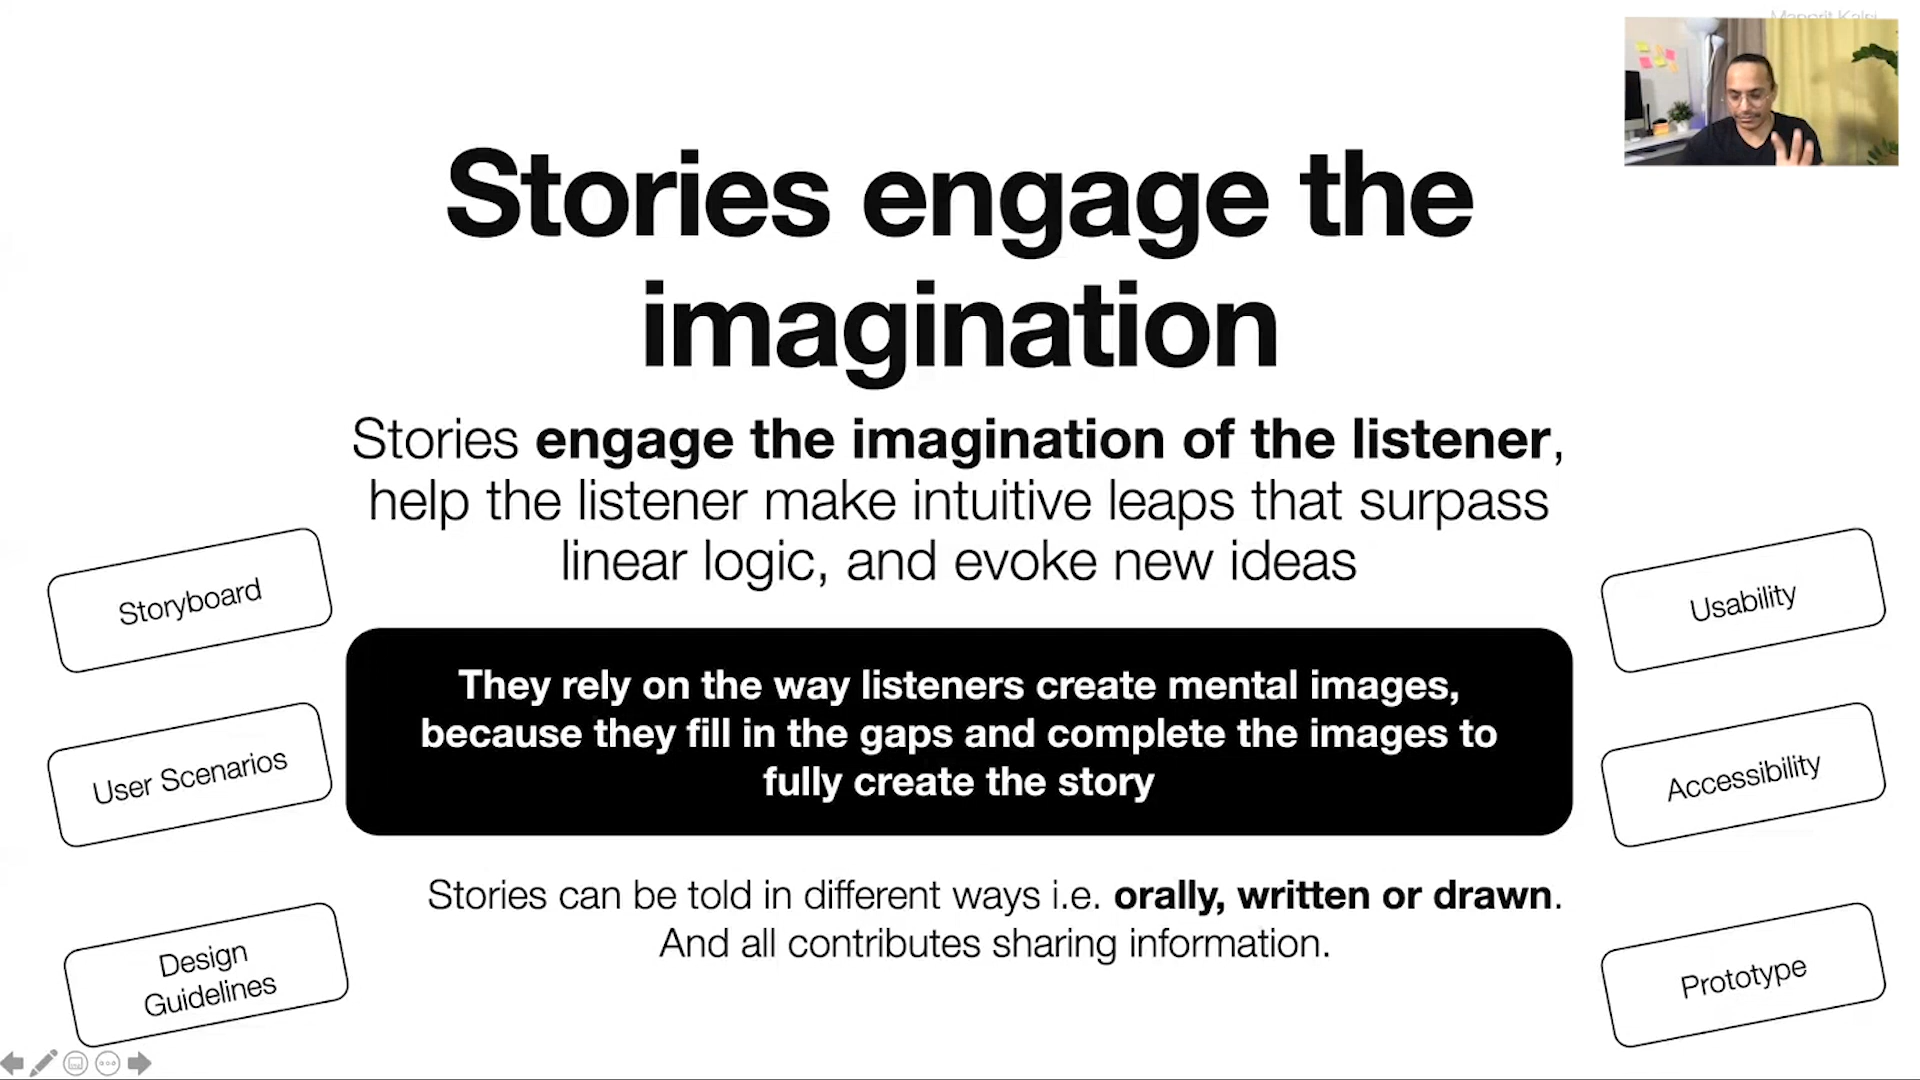 Stories engage the
imagination
Stories engage the imagination of the listener,
help the listener make intuitive leaps that surpass
linear logic, and evoke new ideas
Storyboard
Usability
They rely on the way listeners create mental images,
because they fill in the gaps and complete the images to
fully create the story
User Scenarios
Accessibility
Stories can be told in different ways i.e. orally, written or drawn.
And all contributes sharing information.
Design
Guidelines
Prototype